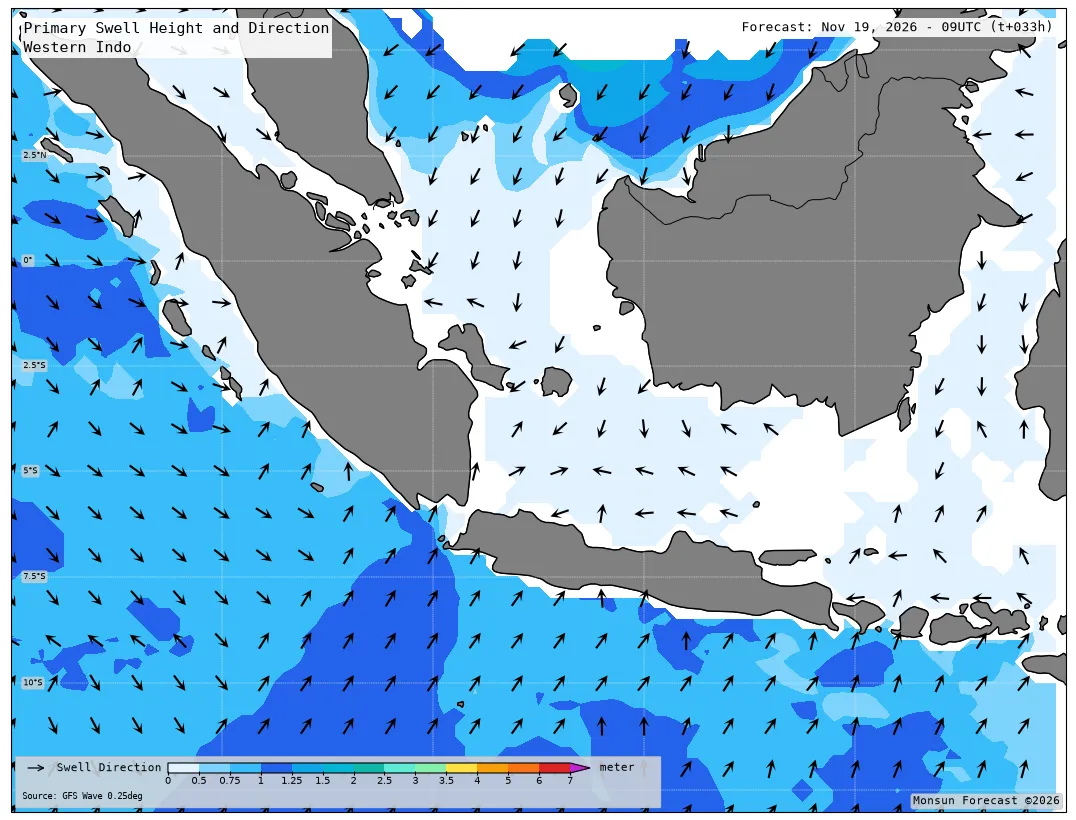 Primary Swell Height and Direction
Western Indo
Forecast: Nov 19, 2026 - 09UTC (t+033h)
2.5°N
0°
2.5°S
5°S
7.5°S
10°S
Swell Direction
0 0.5 0.75 1 1.25 1.5 2 2.5 3 3.5 4 5 6 7
meter
Source: GFS Wave 0.25deg
Monsun Forecast ©2026